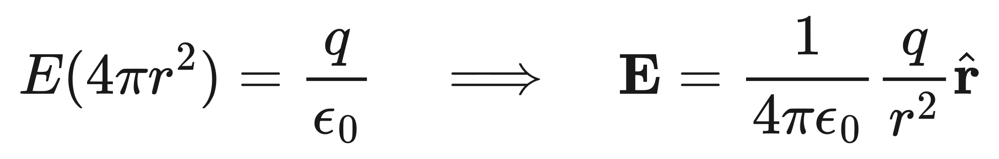 E(4πr²) = q/ϵ₀ ⟹ 𝐄 = 1/(4πϵ₀) q/r² 𝐫̂